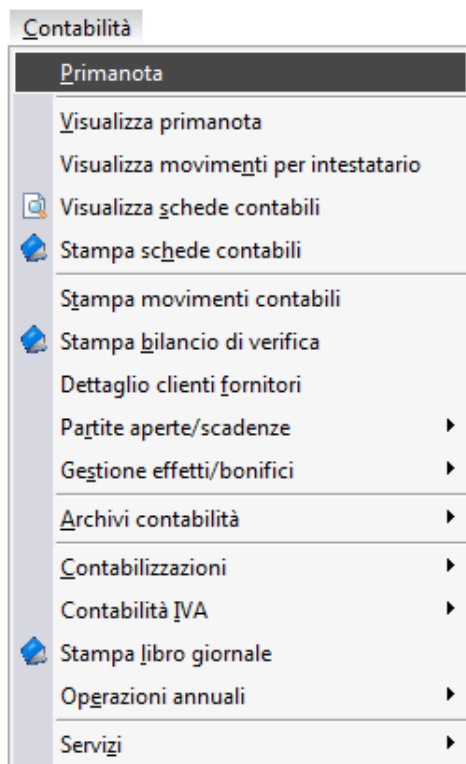 Contabilità
Primanota
Visualizza primanota
Visualizza movimenti per intestatario
Visualizza schede contabili
Stampa schede contabili
Stampa movimenti contabili
Stampa bilancio di verifica
Dettaglio clienti fornitori
Partite aperte/scadenze
Gestione effetti/bonifici
Archivi contabilità
Contabilizzazioni
Contabilità IVA
Stampa libro giornale
Operazioni annuali
Servizi